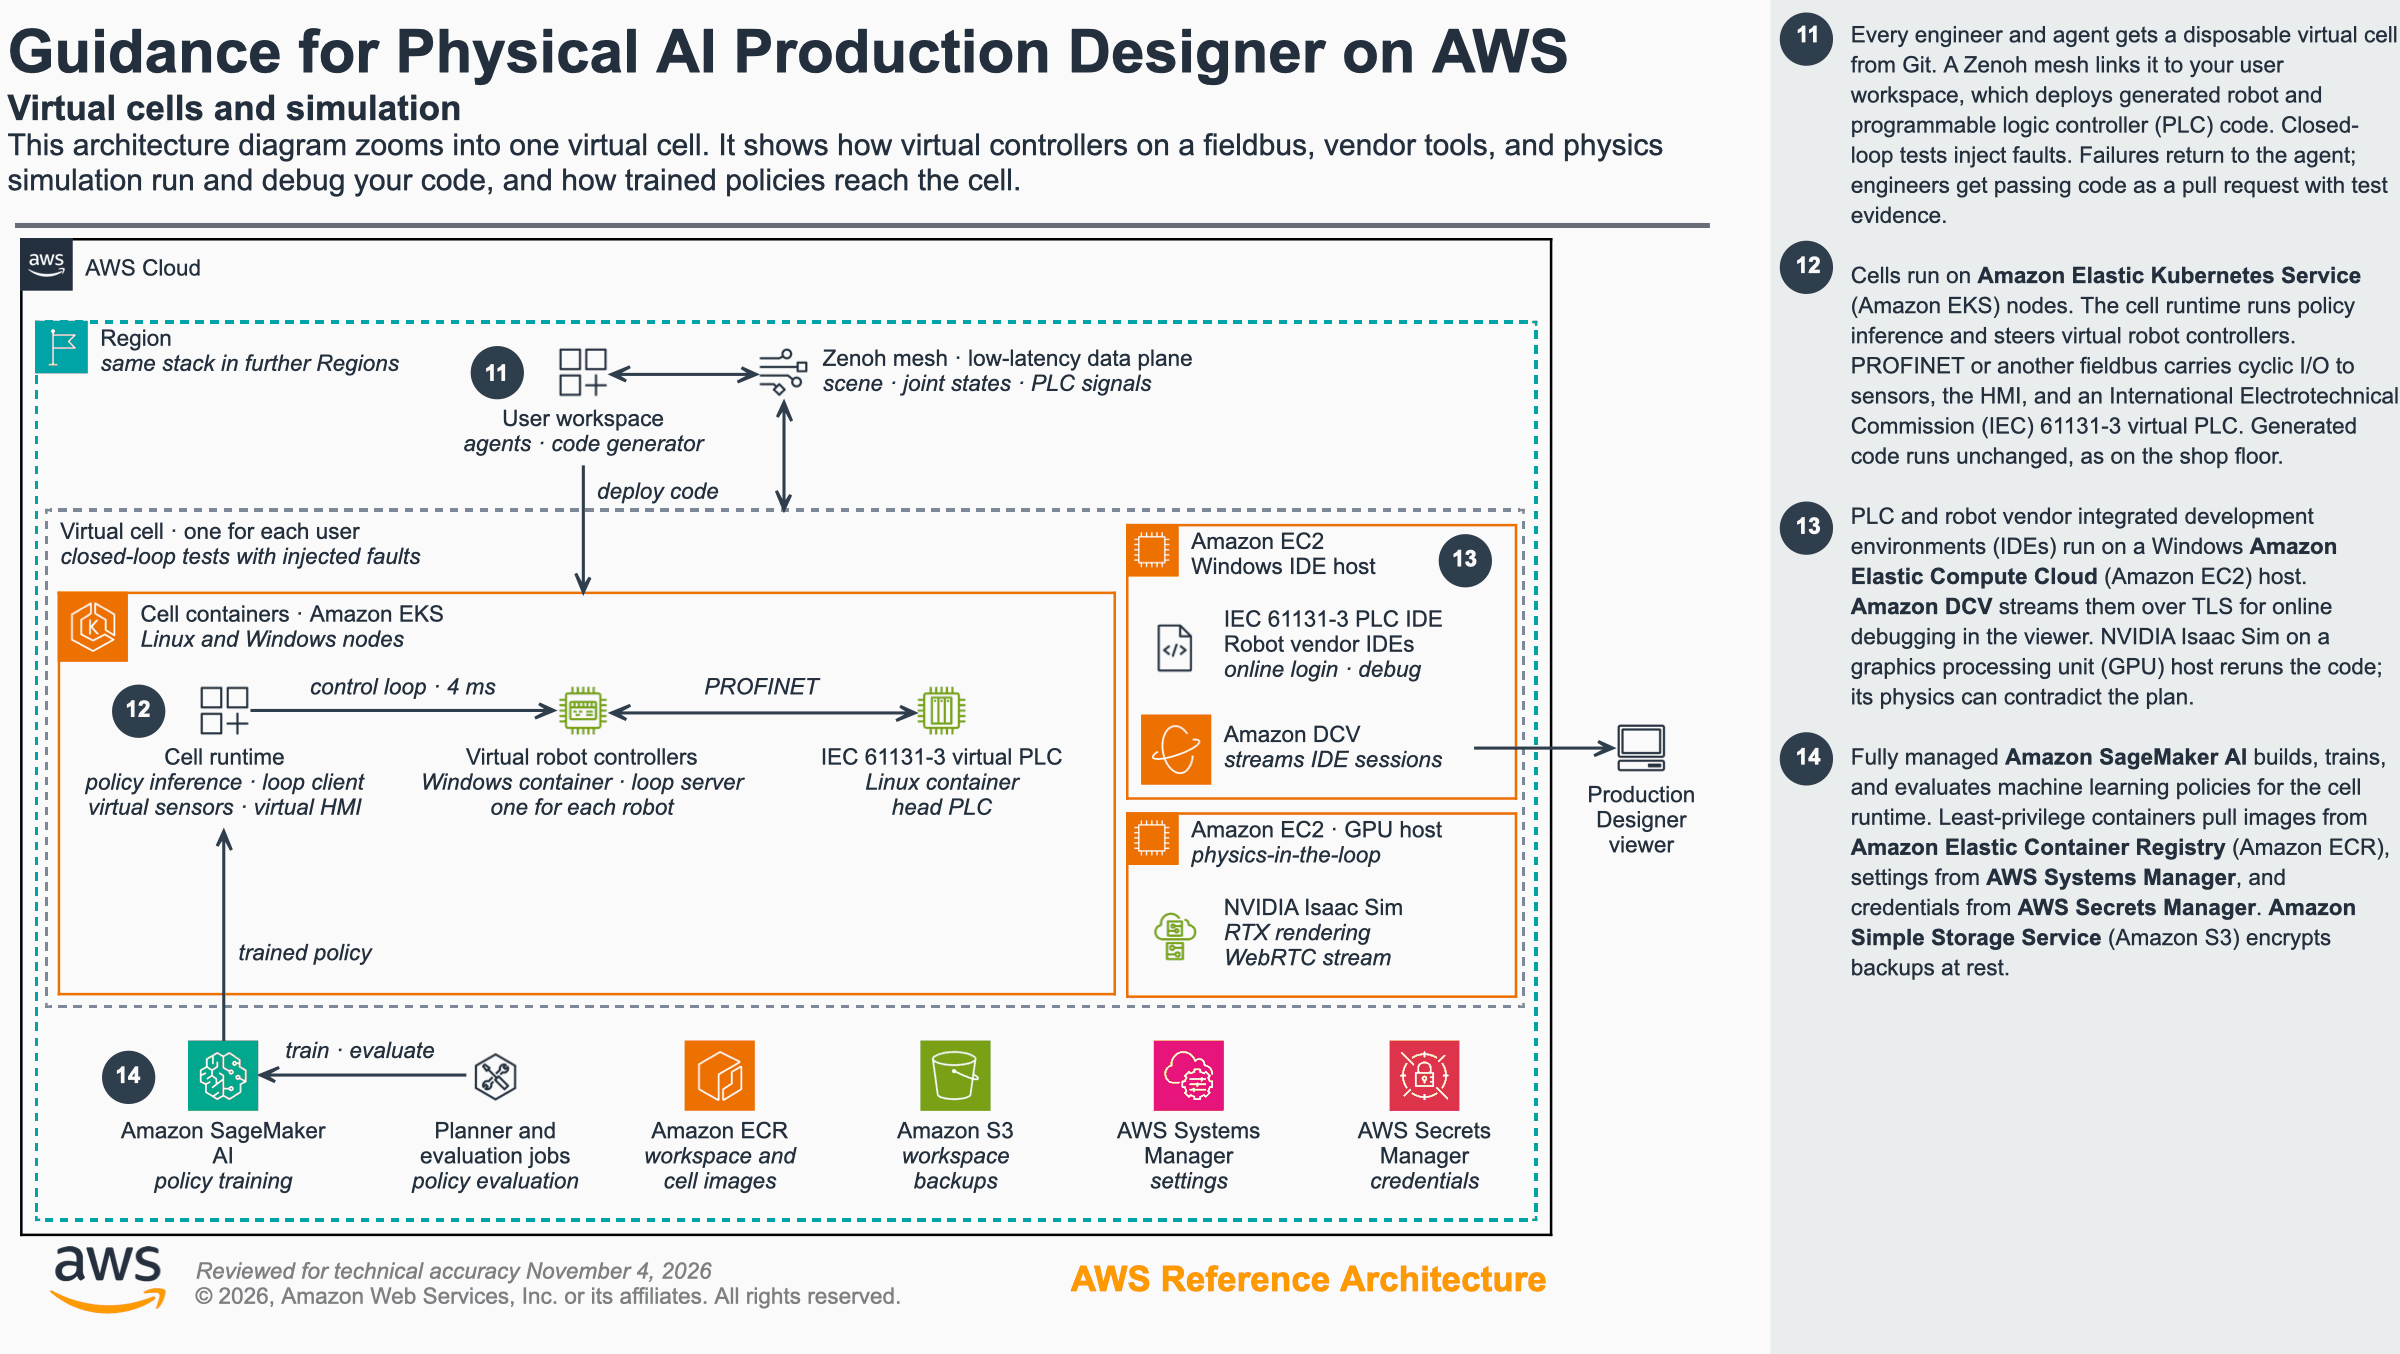 Guidance for Physical AI Production Designer on AWS
Virtual cells and simulation
This architecture diagram zooms into one virtual cell. It shows how virtual controllers on a fieldbus, vendor tools, and physics
simulation run and debug your code, and how trained policies reach the cell.
aws
AWS Cloud
Region
same stack in further Regions
11
User workspace
agents · code generator
Zenoh mesh · low-latency data plane
scene · joint states · PLC signals
deploy code
Virtual cell · one for each user
closed-loop tests with injected faults
Cell containers · Amazon EKS
Linux and Windows nodes
12
control loop · 4 ms
PROFINET
Cell runtime
policy inference · loop client
virtual sensors · virtual HMI
Virtual robot controllers
Windows container · loop server
one for each robot
IEC 61131-3 virtual PLC
Linux container
head PLC
trained policy
Amazon EC2
Windows IDE host
13
IEC 61131-3 PLC IDE
Robot vendor IDEs
online login · debug
Amazon DCV
streams IDE sessions
Production
Designer
viewer
Amazon EC2 · GPU host
physics-in-the-loop
NVIDIA Isaac Sim
RTX rendering
WebRTC stream
14
train · evaluate
Amazon SageMaker
AI
policy training
Planner and
evaluation jobs
policy evaluation
Amazon ECR
workspace and
cell images
Amazon S3
workspace
backups
AWS Systems
Manager
settings
AWS Secrets
Manager
credentials
aws
Reviewed for technical accuracy November 4, 2026
© 2026, Amazon Web Services, Inc. or its affiliates. All rights reserved.
AWS Reference Architecture
11
Every engineer and agent gets a disposable virtual cell
from Git. A Zenoh mesh links it to your user
workspace, which deploys generated robot and
programmable logic controller (PLC) code. Closed-
loop tests inject faults. Failures return to the agent;
engineers get passing code as a pull request with test
evidence.
12
Cells run on Amazon Elastic Kubernetes Service
(Amazon EKS) nodes. The cell runtime runs policy
inference and steers virtual robot controllers.
PROFINET or another fieldbus carries cyclic I/O to
sensors, the HMI, and an International Electrotechnical
Commission (IEC) 61131-3 virtual PLC. Generated
code runs unchanged, as on the shop floor.
13
PLC and robot vendor integrated development
environments (IDEs) run on a Windows Amazon
Elastic Compute Cloud (Amazon EC2) host.
Amazon DCV streams them over TLS for online
debugging in the viewer. NVIDIA Isaac Sim on a
graphics processing unit (GPU) host reruns the code;
its physics can contradict the plan.
14
Fully managed Amazon SageMaker AI builds, trains,
and evaluates machine learning policies for the cell
runtime. Least-privilege containers pull images from
Amazon Elastic Container Registry (Amazon ECR),
settings from AWS Systems Manager, and
credentials from AWS Secrets Manager. Amazon
Simple Storage Service (Amazon S3) encrypts
backups at rest.